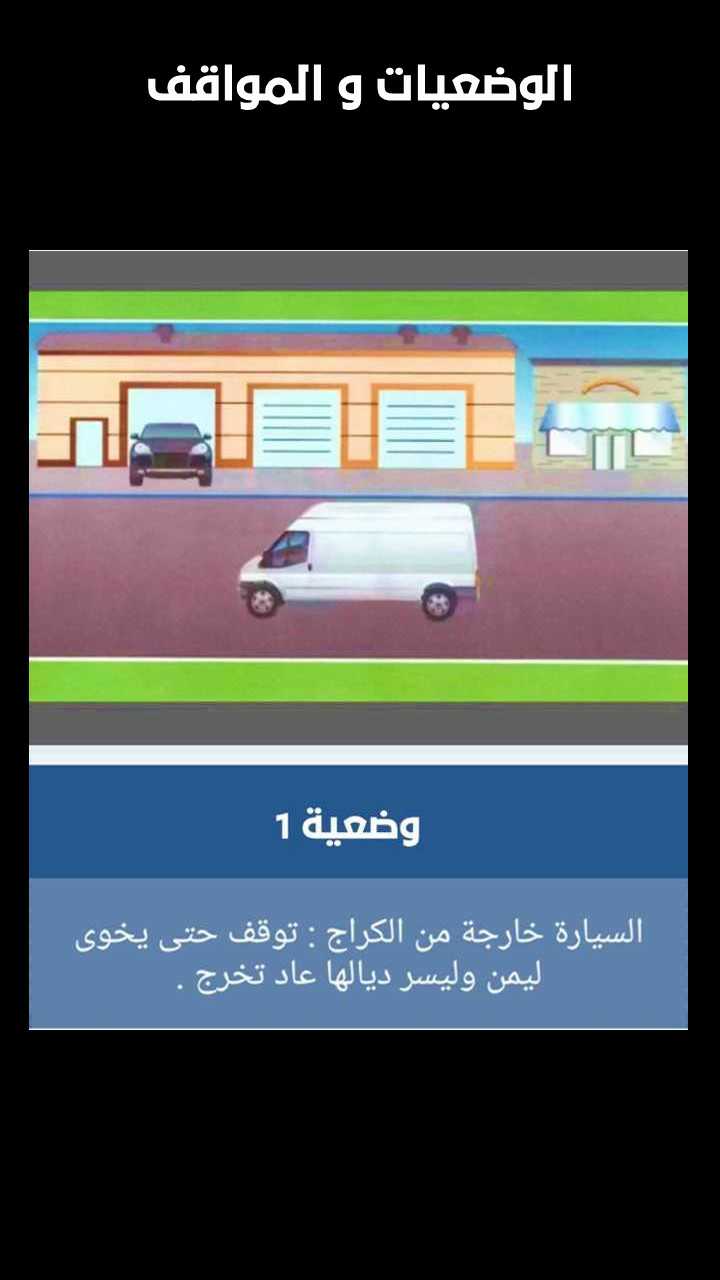 الوضعيات و المواقف
وضعية 1
السيارة خارجة من الكراج : توقف حتى يخوى
ليمن وليسر ديالها عاد تخرج .